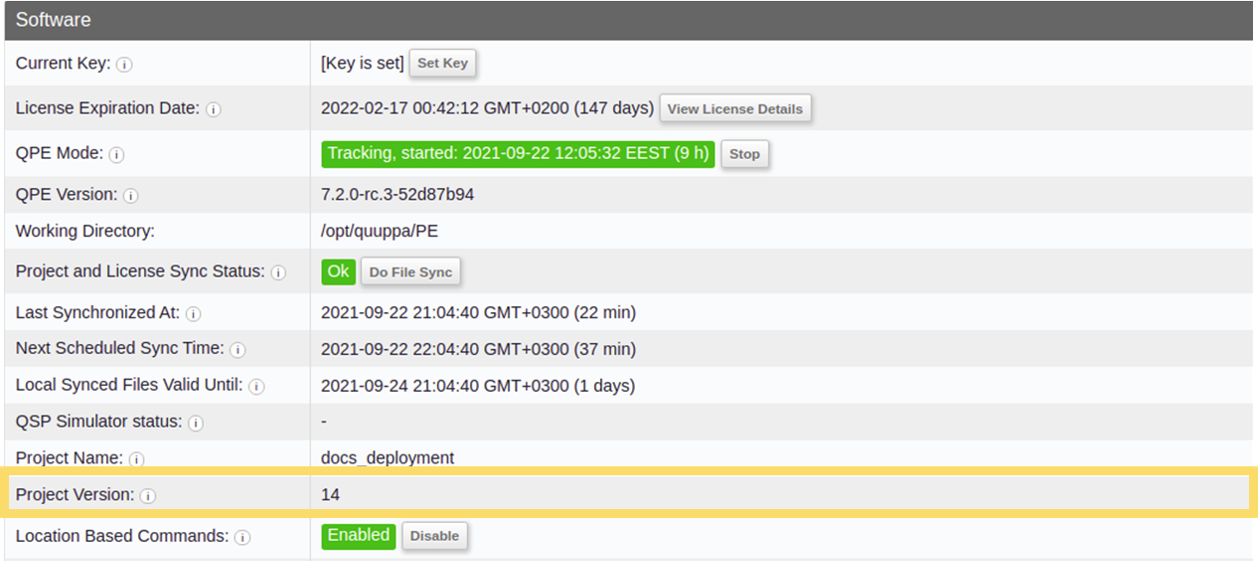 Software
Current Key: [Key is set] Set Key
License Expiration Date: 2022-02-17 00:42:12 GMT+0200 (147 days) View License Details
QPE Mode: Tracking, started: 2021-09-22 12:05:32 EEST (9 h) Stop
QPE Version: 7.2.0-rc.3-52d87b94
Working Directory: /opt/quuppa/PE
Project and License Sync Status: Ok Do File Sync
Last Synchronized At: 2021-09-22 21:04:40 GMT+0300 (22 min)
Next Scheduled Sync Time: 2021-09-22 22:04:40 GMT+0300 (37 min)
Local Synced Files Valid Until: 2021-09-24 21:04:40 GMT+0300 (1 days)
QSP Simulator status: -
Project Name: docs_deployment
Project Version: 14
Location Based Commands: Enabled Disable